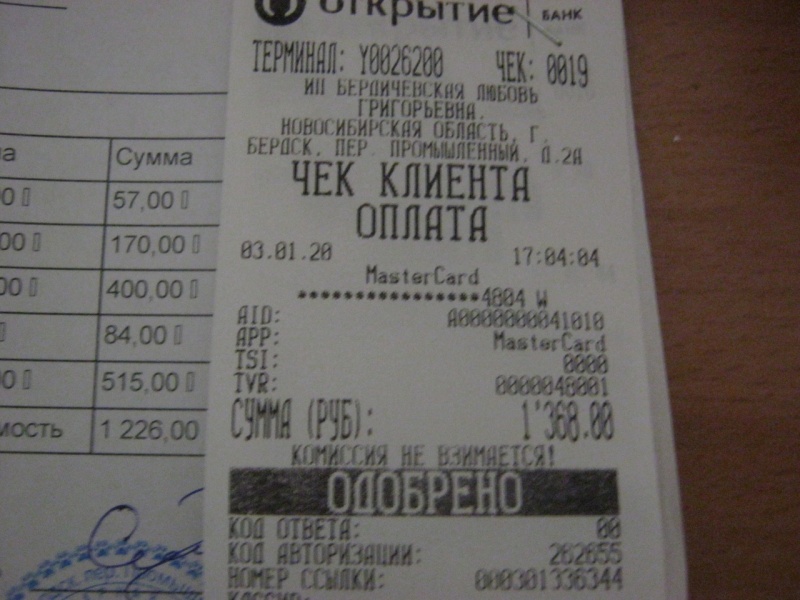 открытие БАНК
ТЕРМИНАЛ: Y0026200 ЧЕК: 0019
ИП БЕРДИЧЕВСКАЯ ЛЮБОВЬ
ГРИГОРЬЕВНА.
НОВОСИБИРСКАЯ ОБЛАСТЬ, Г.
БЕРДСК, ПЕР. ПРОМЫШЛЕННЫЙ, Д.2А
ЧЕК КЛИЕНТА
ОПЛАТА
03.01.20 17:04:04
MasterCard
••••••••••••••••4804 W
AID: A0000000041010
APP: MasterCard
TSI: 0000
TVR: 0000048001
СУММА (РУБ): 1'368.00
КОМИССИЯ НЕ ВЗИМАЕТСЯ!
ОДОБРЕНО
КОД ОТВЕТА: 00
КОД АВТОРИЗАЦИИ: 262655
НОМЕР ССЫЛКИ: 000301336344
Сумма
57,00
170,00
400,00
84,00
515,00
1 226,00